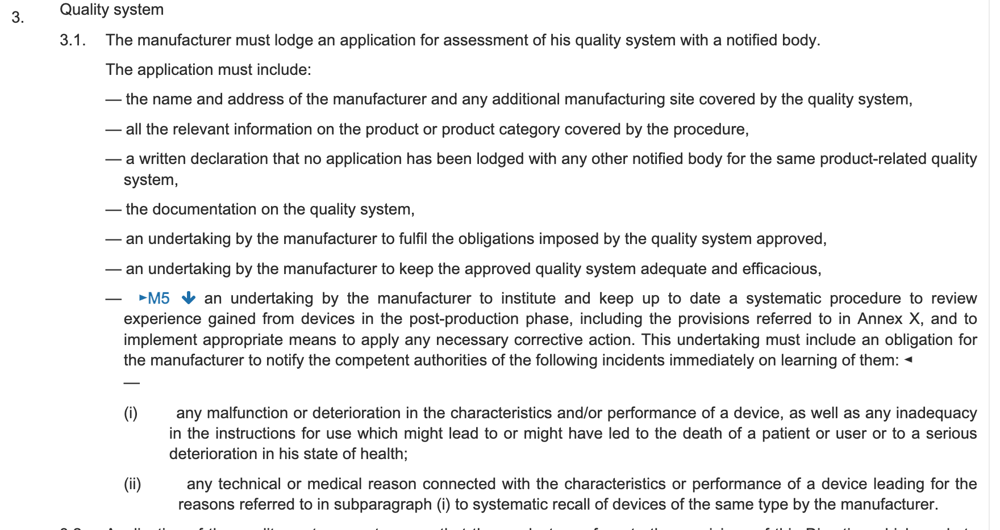 3.
Quality system
3.1. The manufacturer must lodge an application for assessment of his quality system with a notified body.
The application must include:
— the name and address of the manufacturer and any additional manufacturing site covered by the quality system,
— all the relevant information on the product or product category covered by the procedure,
— a written declaration that no application has been lodged with any other notified body for the same product-related quality
system,
— the documentation on the quality system,
— an undertaking by the manufacturer to fulfil the obligations imposed by the quality system approved,
— an undertaking by the manufacturer to keep the approved quality system adequate and efficacious,
— ►M5 🡻 an undertaking by the manufacturer to institute and keep up to date a systematic procedure to review
experience gained from devices in the post-production phase, including the provisions referred to in Annex X, and to
implement appropriate means to apply any necessary corrective action. This undertaking must include an obligation for
the manufacturer to notify the competent authorities of the following incidents immediately on learning of them: ◄
—
(i) any malfunction or deterioration in the characteristics and/or performance of a device, as well as any inadequacy
in the instructions for use which might lead to or might have led to the death of a patient or user or to a serious
deterioration in his state of health;
(ii) any technical or medical reason connected with the characteristics or performance of a device leading for the
reasons referred to in subparagraph (i) to systematic recall of devices of the same type by the manufacturer.